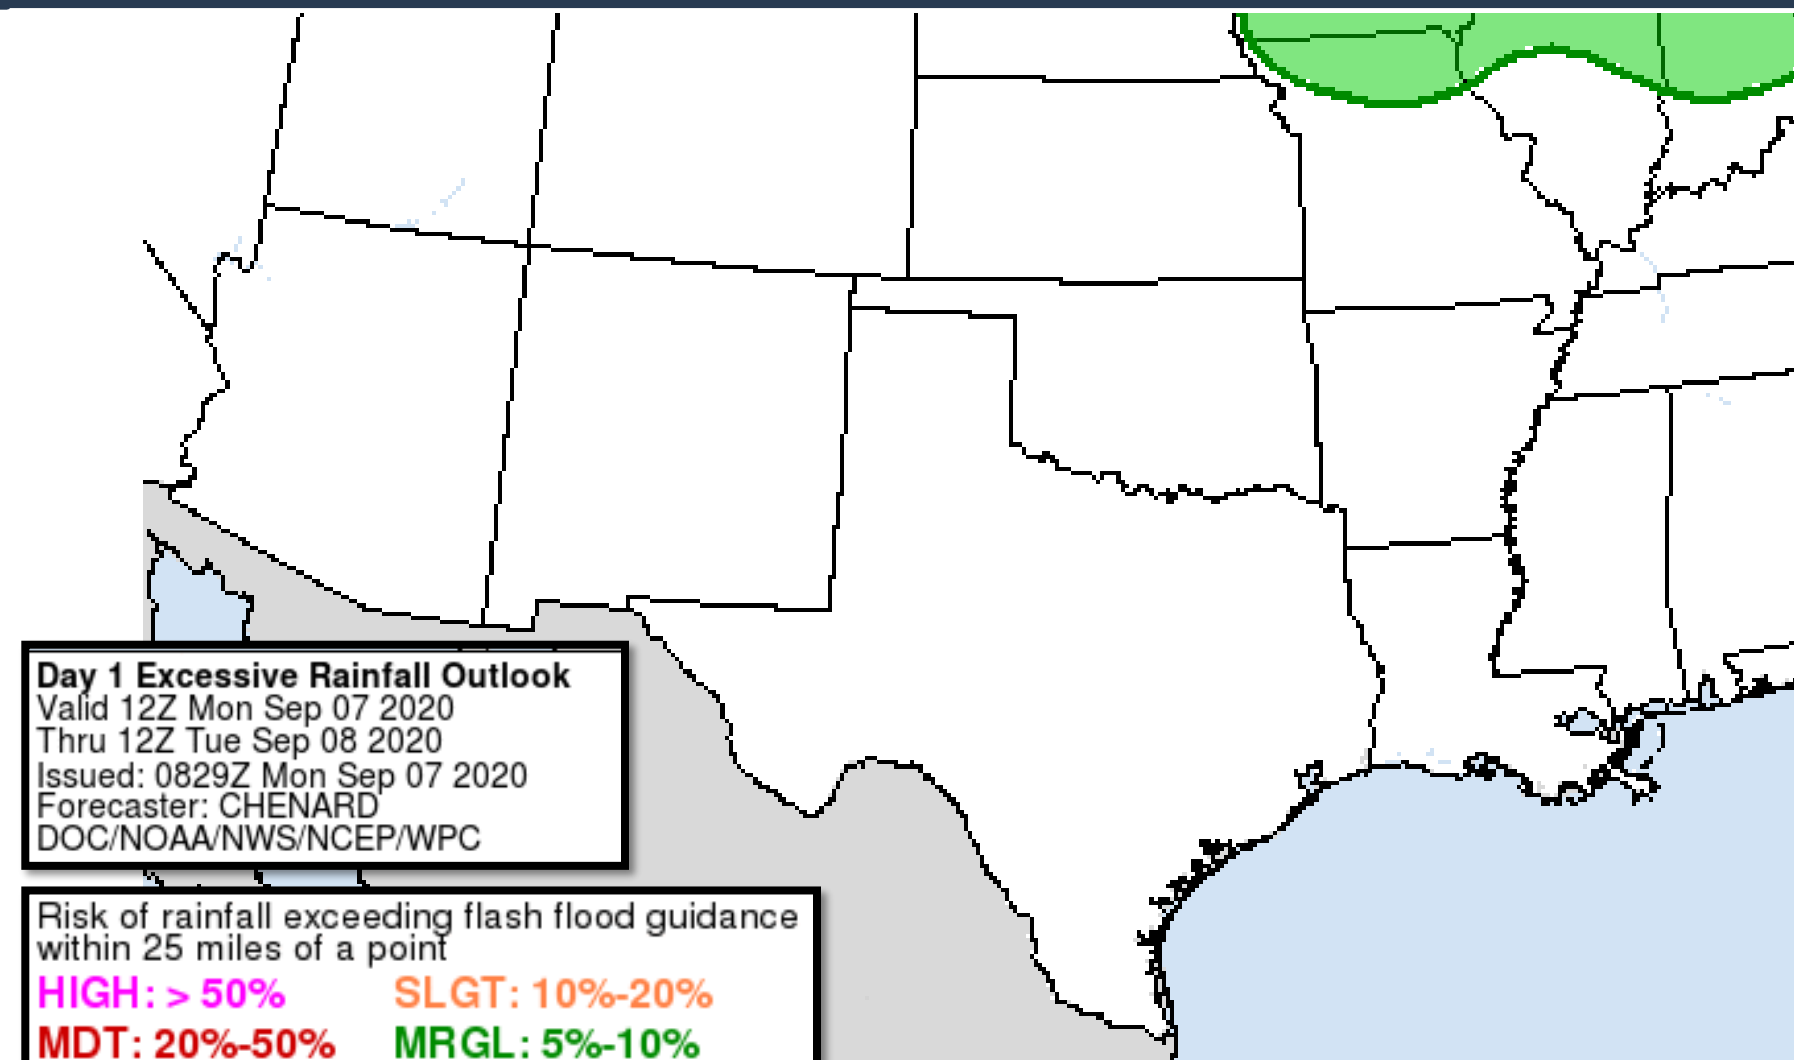 Day 1 Excessive Rainfall Outlook
Valid 12Z Mon Sep 07 2020
Thru 12Z Tue Sep 08 2020
Issued: 0829Z Mon Sep 07 2020
Forecaster: CHENARD
DOC/NOAA/NWS/NCEP/WPC
Risk of rainfall exceeding flash flood guidance
within 25 miles of a point
HIGH: > 50% SLGT: 10%-20%
MDT: 20%-50% MRGL: 5%-10%